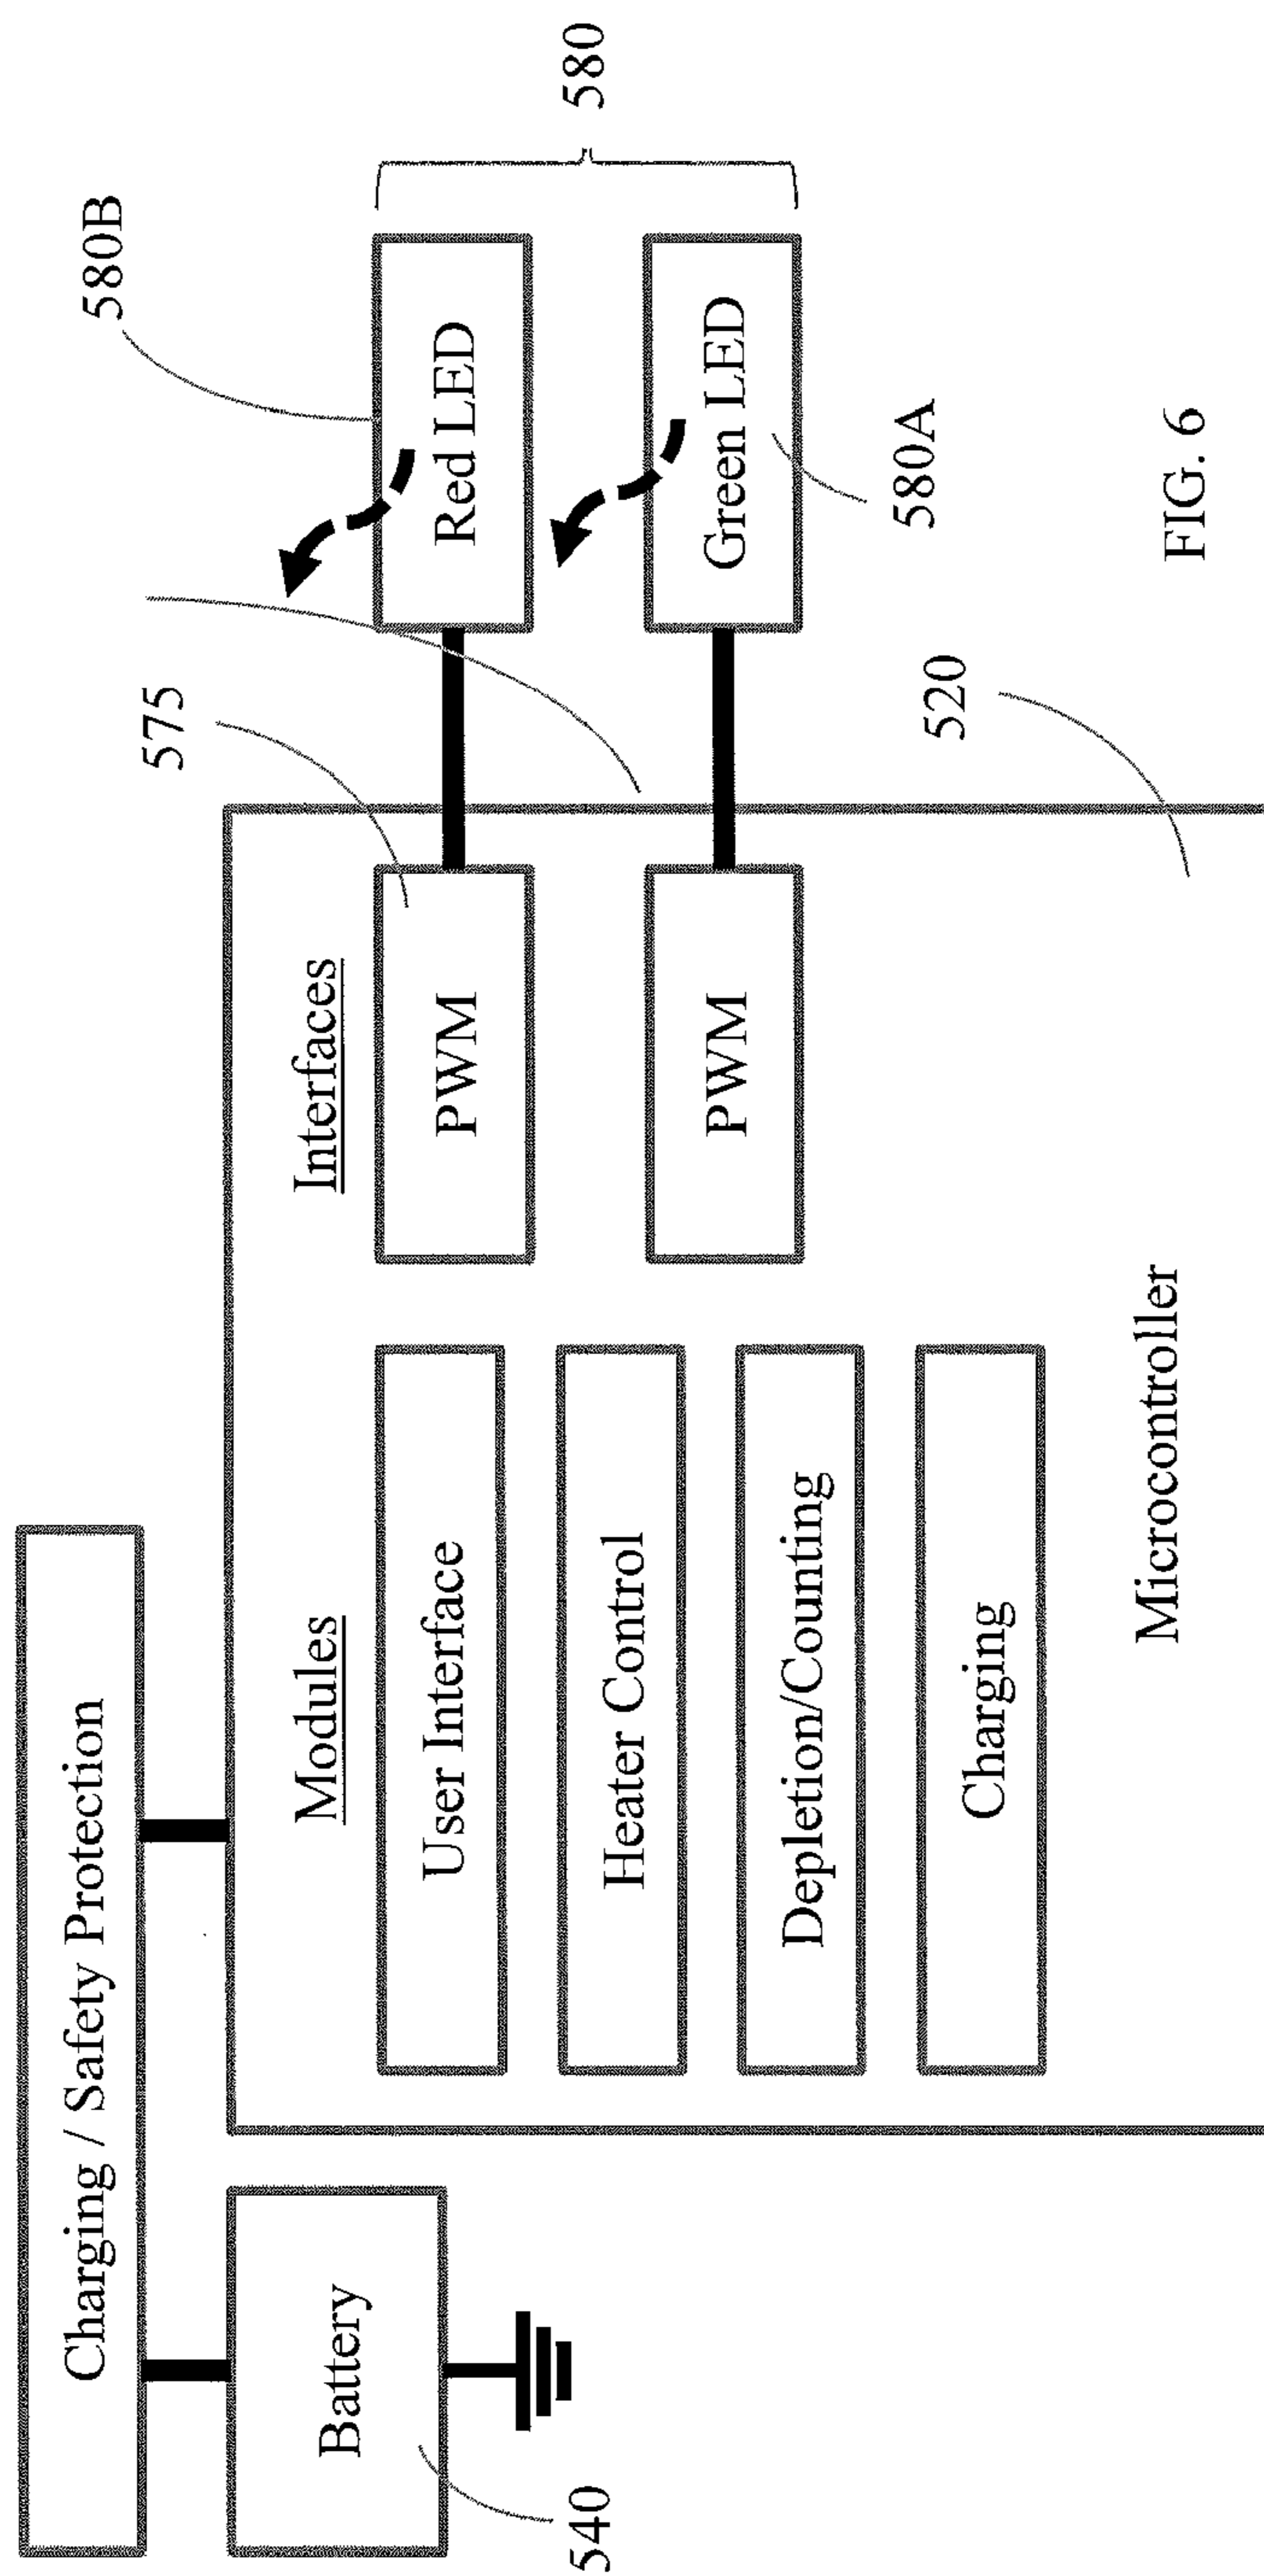 Charging / Safety Protection
Battery
540
Modules
User Interface
Heater Control
Depletion/Counting
Charging
Microcontroller
Interfaces
PWM
PWM
575
520
580B
Red LED
Green LED
580A
580
FIG. 6